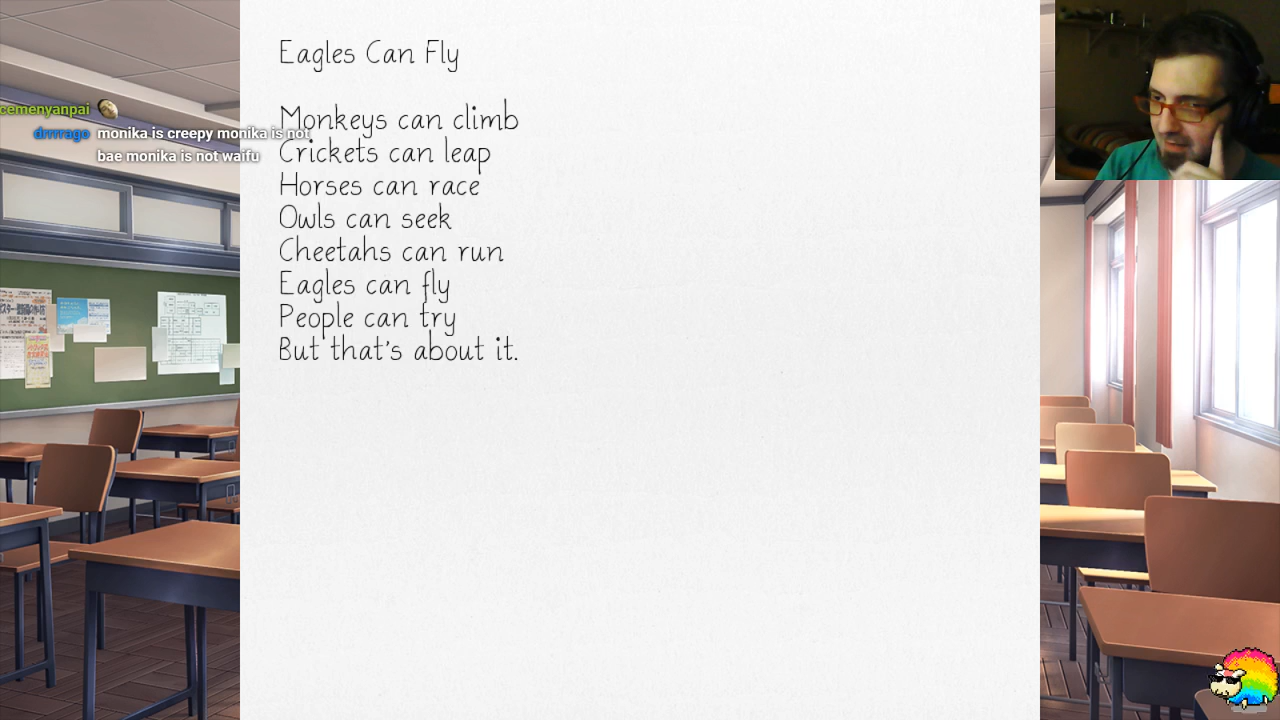 Eagles Can Fly
cemenyanpai
drrrrago monika is creepy monika is not
bae monika is not waifu
Monkeys can climb
Crickets can leap
Horses can race
Owls can seek
Cheetahs can run
Eagles can fly
People can try
But that's about it.